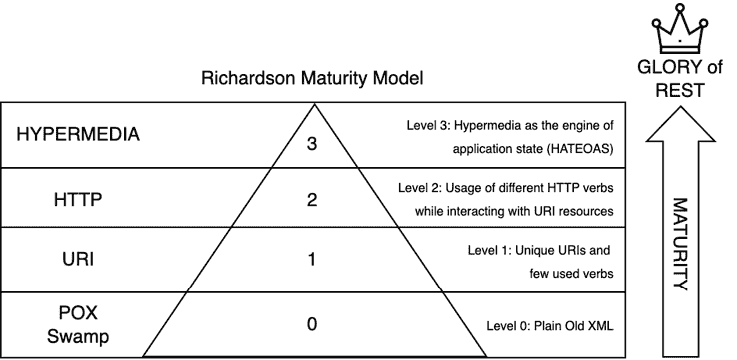 Richardson Maturity Model
GLORY of
REST
HYPERMEDIA
3
Level 3: Hypermedia as the engine of
application state (HATEOAS)
HTTP
2
Level 2: Usage of different HTTP verbs
while interacting with URI resources
URI
1
Level 1: Unique URIs and
few used verbs
POX
Swamp
0
Level 0: Plain Old XML
MATURITY